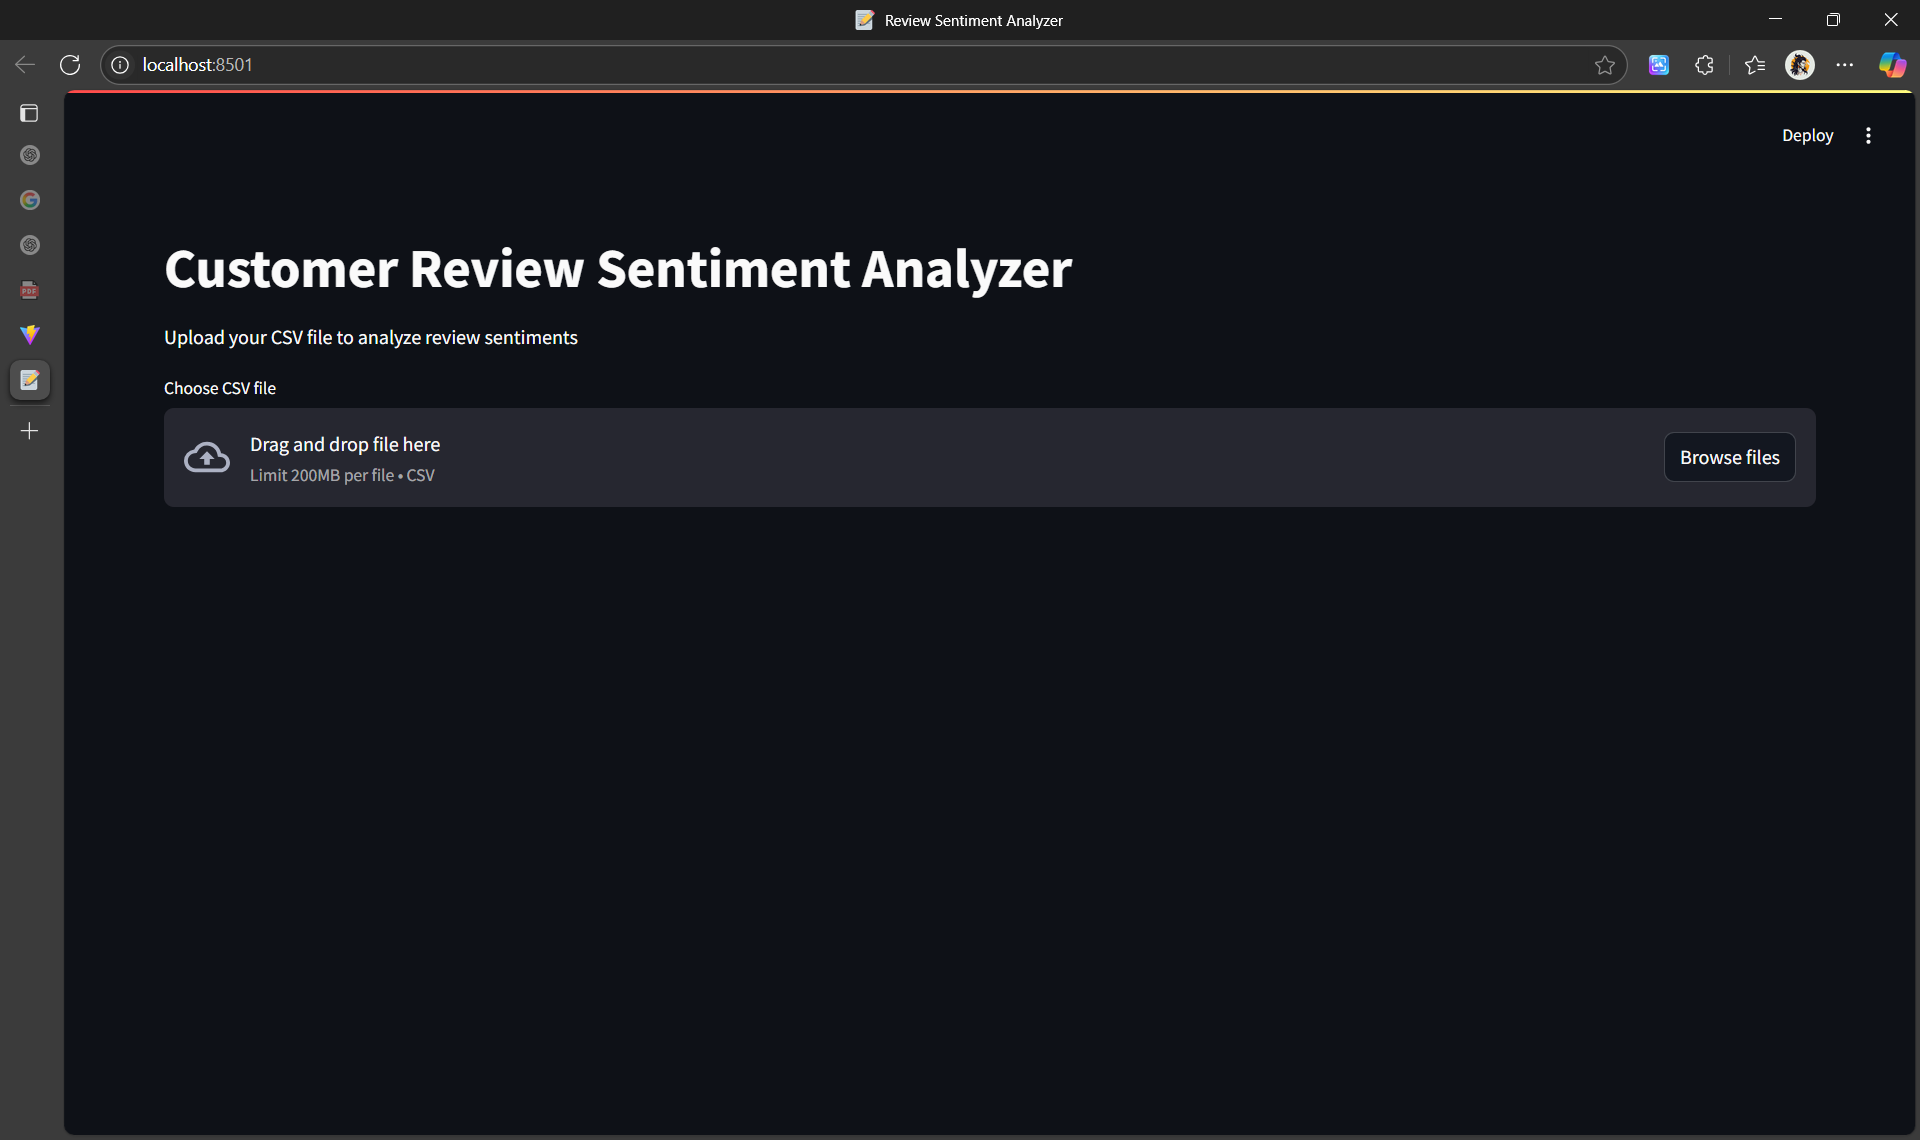 Review Sentiment Analyzer
localhost:8501
Deploy
Customer Review Sentiment Analyzer
Upload your CSV file to analyze review sentiments
Choose CSV file
Drag and drop file here
Limit 200MB per file • CSV
Browse files
PDF